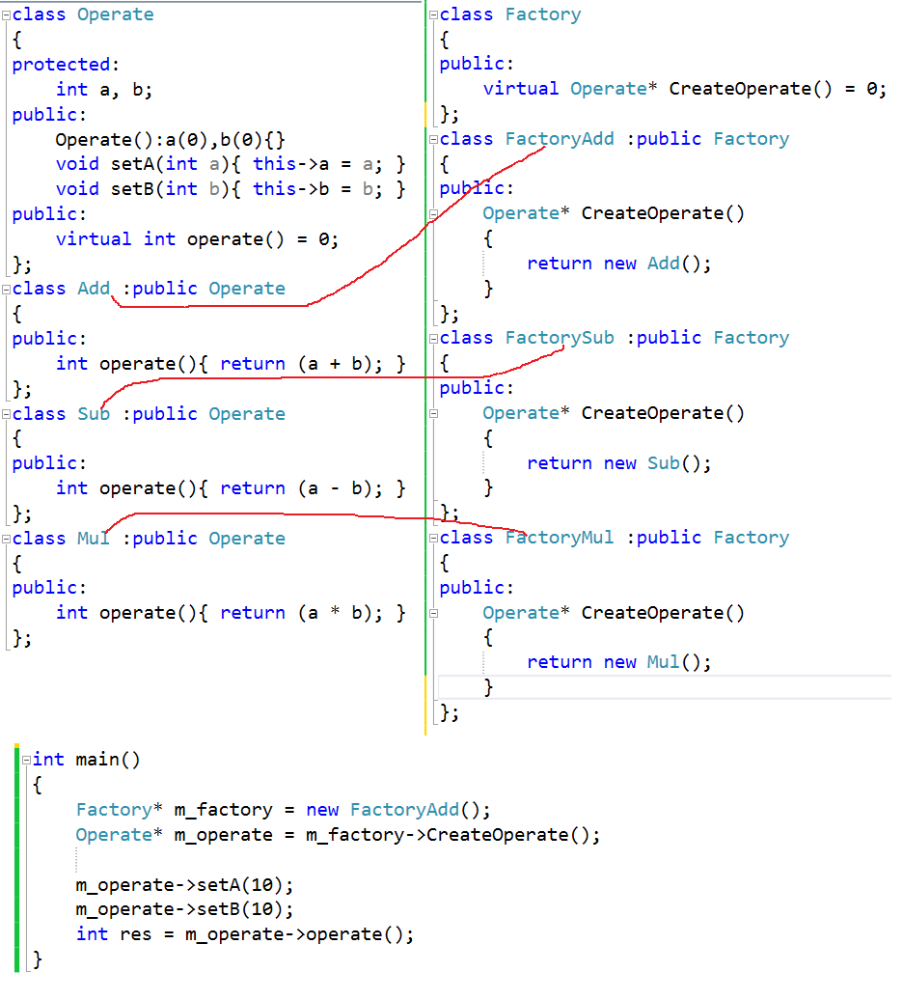 class Operate
{
protected:
    int a, b;
public:
    Operate():a(0),b(0){}
    void setA(int a){ this->a = a; }
    void setB(int b){ this->b = b; }
public:
    virtual int operate() = 0;
};
class Add :public Operate
{
public:
    int operate(){ return (a + b); }
};
class Sub :public Operate
{
public:
    int operate(){ return (a - b); }
};
class Mul :public Operate
{
public:
    int operate(){ return (a * b); }
};
class Factory
{
public:
    virtual Operate* CreateOperate() = 0;
};
class FactoryAdd :public Factory
{
public:
    Operate* CreateOperate()
    {
        return new Add();
    }
};
class FactorySub :public Factory
{
public:
    Operate* CreateOperate()
    {
        return new Sub();
    }
};
class FactoryMul :public Factory
{
public:
    Operate* CreateOperate()
    {
        return new Mul();
    }
};
int main()
{
    Factory* m_factory = new FactoryAdd();
    Operate* m_operate = m_factory->CreateOperate();
    m_operate->setA(10);
    m_operate->setB(10);
    int res = m_operate->operate();
}